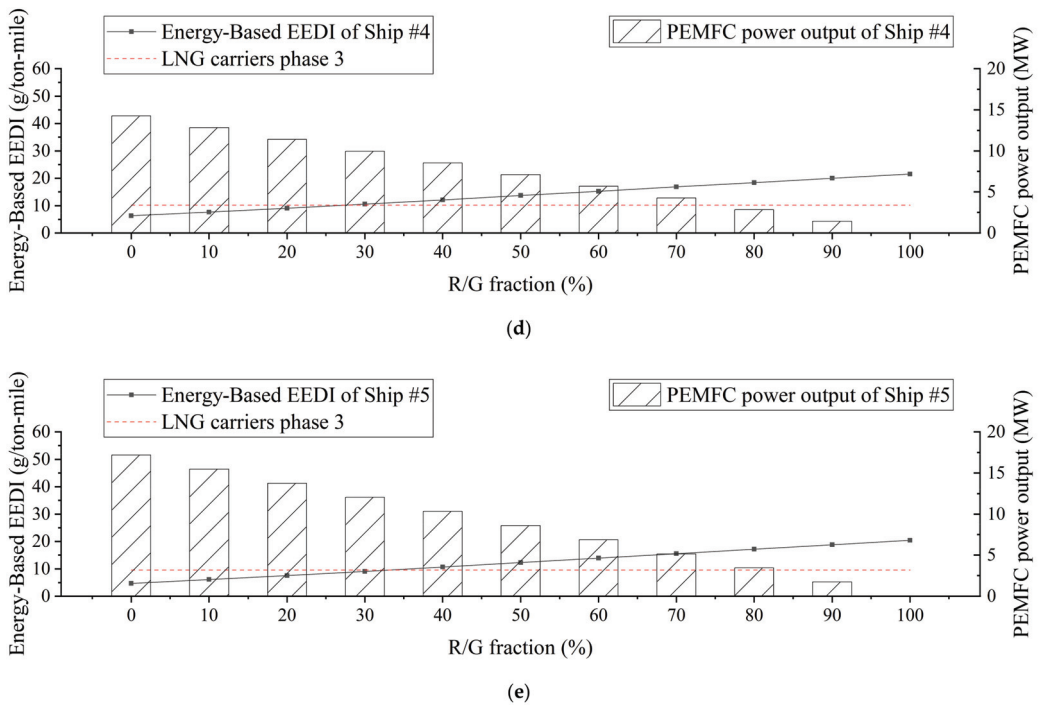 Energy-Based EEDI of Ship #4
LNG carriers phase 3
PEMFC power output of Ship #4
Energy-Based EEDI (g/ton-mile)
60
50
40
30
20
10
0
20
15
10
5
0
PEMFC power output (MW)
0 10 20 30 40 50 60 70 80 90 100
R/G fraction (%)
(d)
Energy-Based EEDI of Ship #5
LNG carriers phase 3
PEMFC power output of Ship #5
Energy-Based EEDI (g/ton-mile)
60
50
40
30
20
10
0
20
15
10
5
0
PEMFC power output (MW)
0 10 20 30 40 50 60 70 80 90 100
R/G fraction (%)
(e)